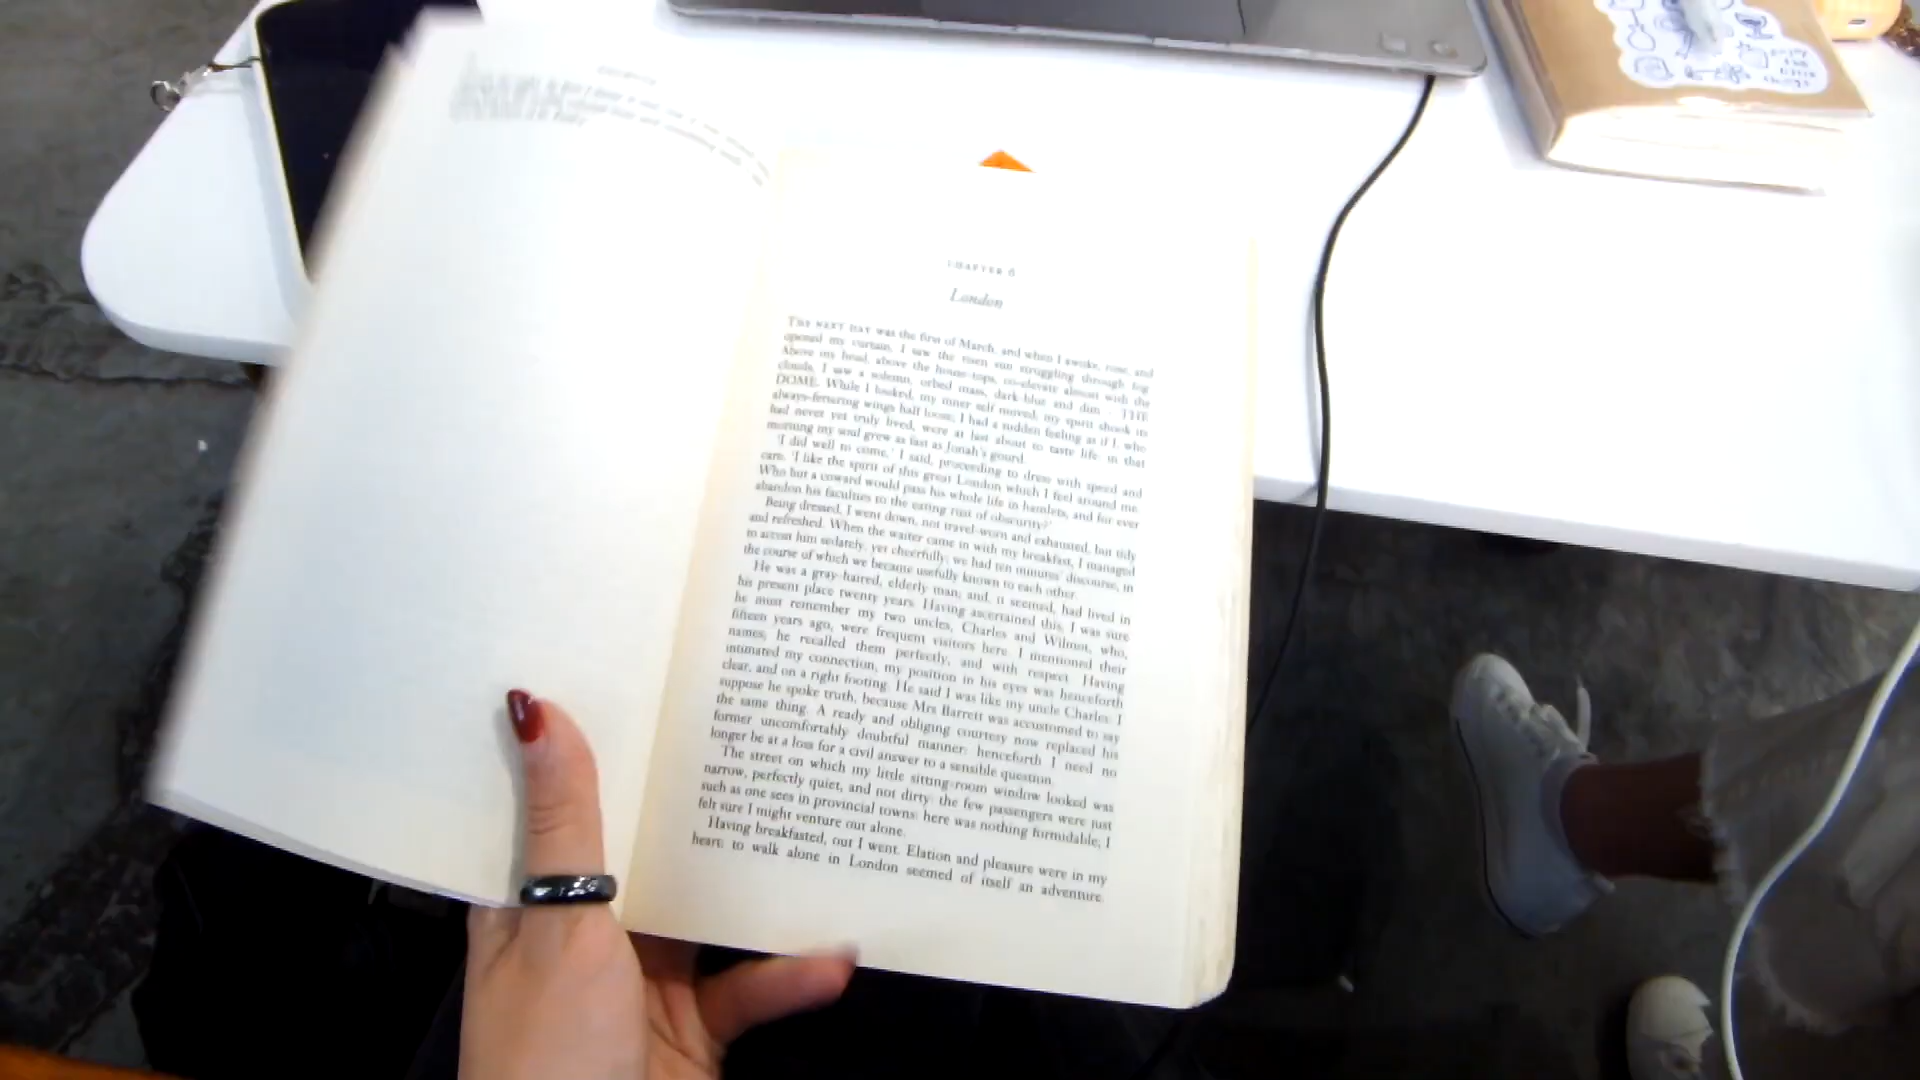 CHAPTER 6
London
THE NEXT DAY was the first of March, and when I awoke, rose, and
opened my curtain, I saw the risen sun struggling through fog.
Above my head, above the house-tops, co-elevate almost with the
clouds, I saw a solemn, orbed mass, dark-blue and dim – THE
DOME. While I looked, my inner self moved; my spirit shook its
always-fettering wings half loose; I had a sudden feeling as if I, who
had never yet truly lived, were at last about to taste life. In that
morning my soul grew as fast as Jonah's gourd.
'I did well to come,' I said, proceeding to dress with speed and
care. 'I like the spirit of this great London which I feel around me.
Who but a coward would pass his whole life in hamlets, and for ever
abandon his faculties to the eating rust of obscurity?'
Being dressed, I went down, not travel-worn and exhausted, but tidy
and refreshed. When the waiter came in with my breakfast, I managed
to accost him sedately, yet cheerfully; we had ten minutes' discourse, in
the course of which we became usefully known to each other.
He was a gray-haired, elderly man; and, it seemed, had lived in
his present place twenty years. Having ascertained this, I was sure
he must remember my two uncles, Charles and Wilmot, who,
fifteen years ago, were frequent visitors here. I mentioned their
names; he recalled them perfectly, and with respect. Having
intimated my connection, my position in his eyes was henceforth
clear, and on a right footing. He said I was like my uncle Charles. I
suppose he spoke truth, because Mrs Barrett was accustomed to say
the same thing. A ready and obliging courtesy now replaced his
former uncomfortably doubtful manner: henceforth I need no
longer be at a loss for a civil answer to a sensible question.
The street on which my little sitting-room window looked was
narrow, perfectly quiet, and not dirty: the few passengers were just
such as one sees in provincial towns: here was nothing formidable; I
felt sure I might venture out alone.
Having breakfasted, out I went. Elation and pleasure were in my
heart: to walk alone in London seemed of itself an adventure.
enjoy
the
little
things